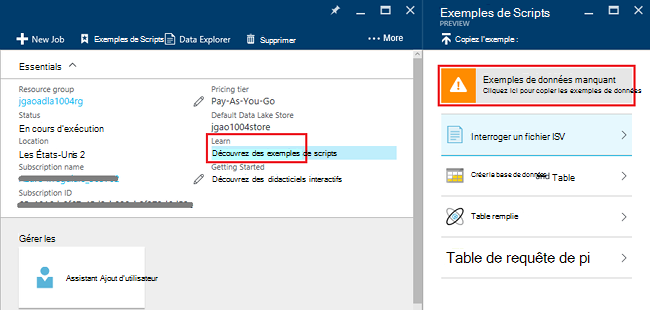 Exemples de Scripts
PREVIEW
+ New Job
Exemples de Scripts
Data Explorer
Supprimer
••• More
Copiez l'exemple :
Essentials
Resource group
jgaoadla1004rg
Pricing tier
Pay-As-You-Go
Status
En cours d'exécution
Default Data Lake Store
jgao1004store
Location
Les États-Unis 2
Learn
Découvrez des exemples de scripts
Subscription name
Getting Started
Découvrez des didacticiels interactifs
Subscription ID
Gérer les
Assistant Ajout d'utilisateur
Exemples de données manquant
Cliquez ici pour copier les exemples de données
Interroger un fichier ISV
Créer la base de données and Table
Table remplie
Table de requête de pi